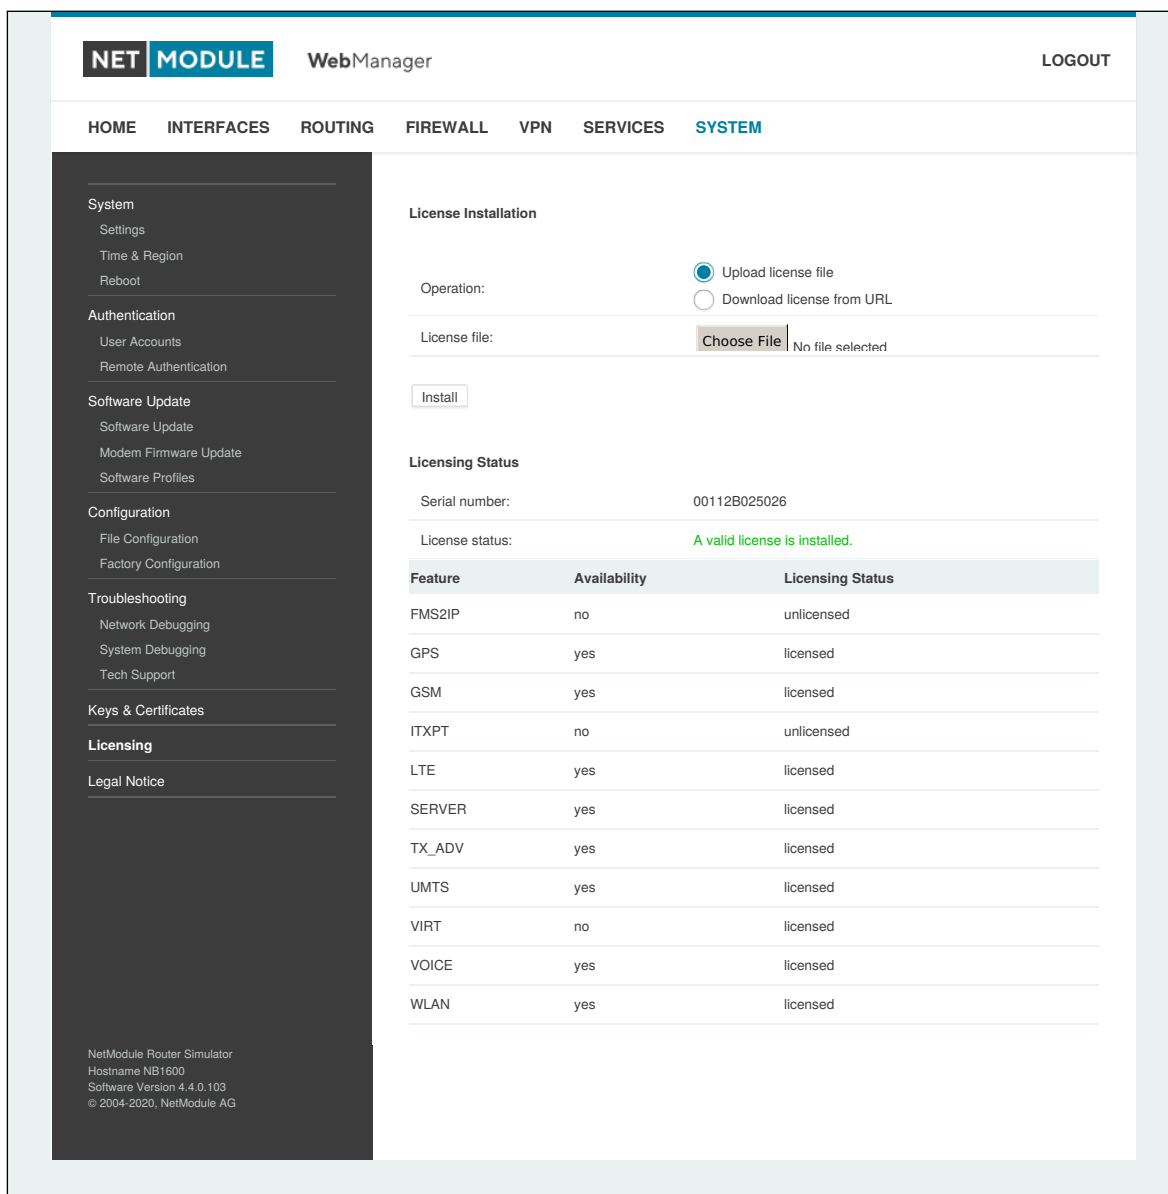 NET MODULE WebManager LOGOUT
HOME INTERFACES ROUTING FIREWALL VPN SERVICES SYSTEM
System
Settings
Time & Region
Reboot
Authentication
User Accounts
Remote Authentication
Software Update
Software Update
Modem Firmware Update
Software Profiles
Configuration
File Configuration
Factory Configuration
Troubleshooting
Network Debugging
System Debugging
Tech Support
Keys & Certificates
Licensing
Legal Notice
NetModule Router Simulator
Hostname NB1600
Software Version 4.4.0.103
© 2004-2020, NetModule AG
License Installation
Operation:
Upload license file
Download license from URL
License file: Choose File No file selected
Install
Licensing Status
Serial number: 00112B025026
License status: A valid license is installed.
Feature Availability Licensing Status
FMS2IP no unlicensed
GPS yes licensed
GSM yes licensed
ITXPT no unlicensed
LTE yes licensed
SERVER yes licensed
TX_ADV yes licensed
UMTS yes licensed
VIRT no licensed
VOICE yes licensed
WLAN yes licensed